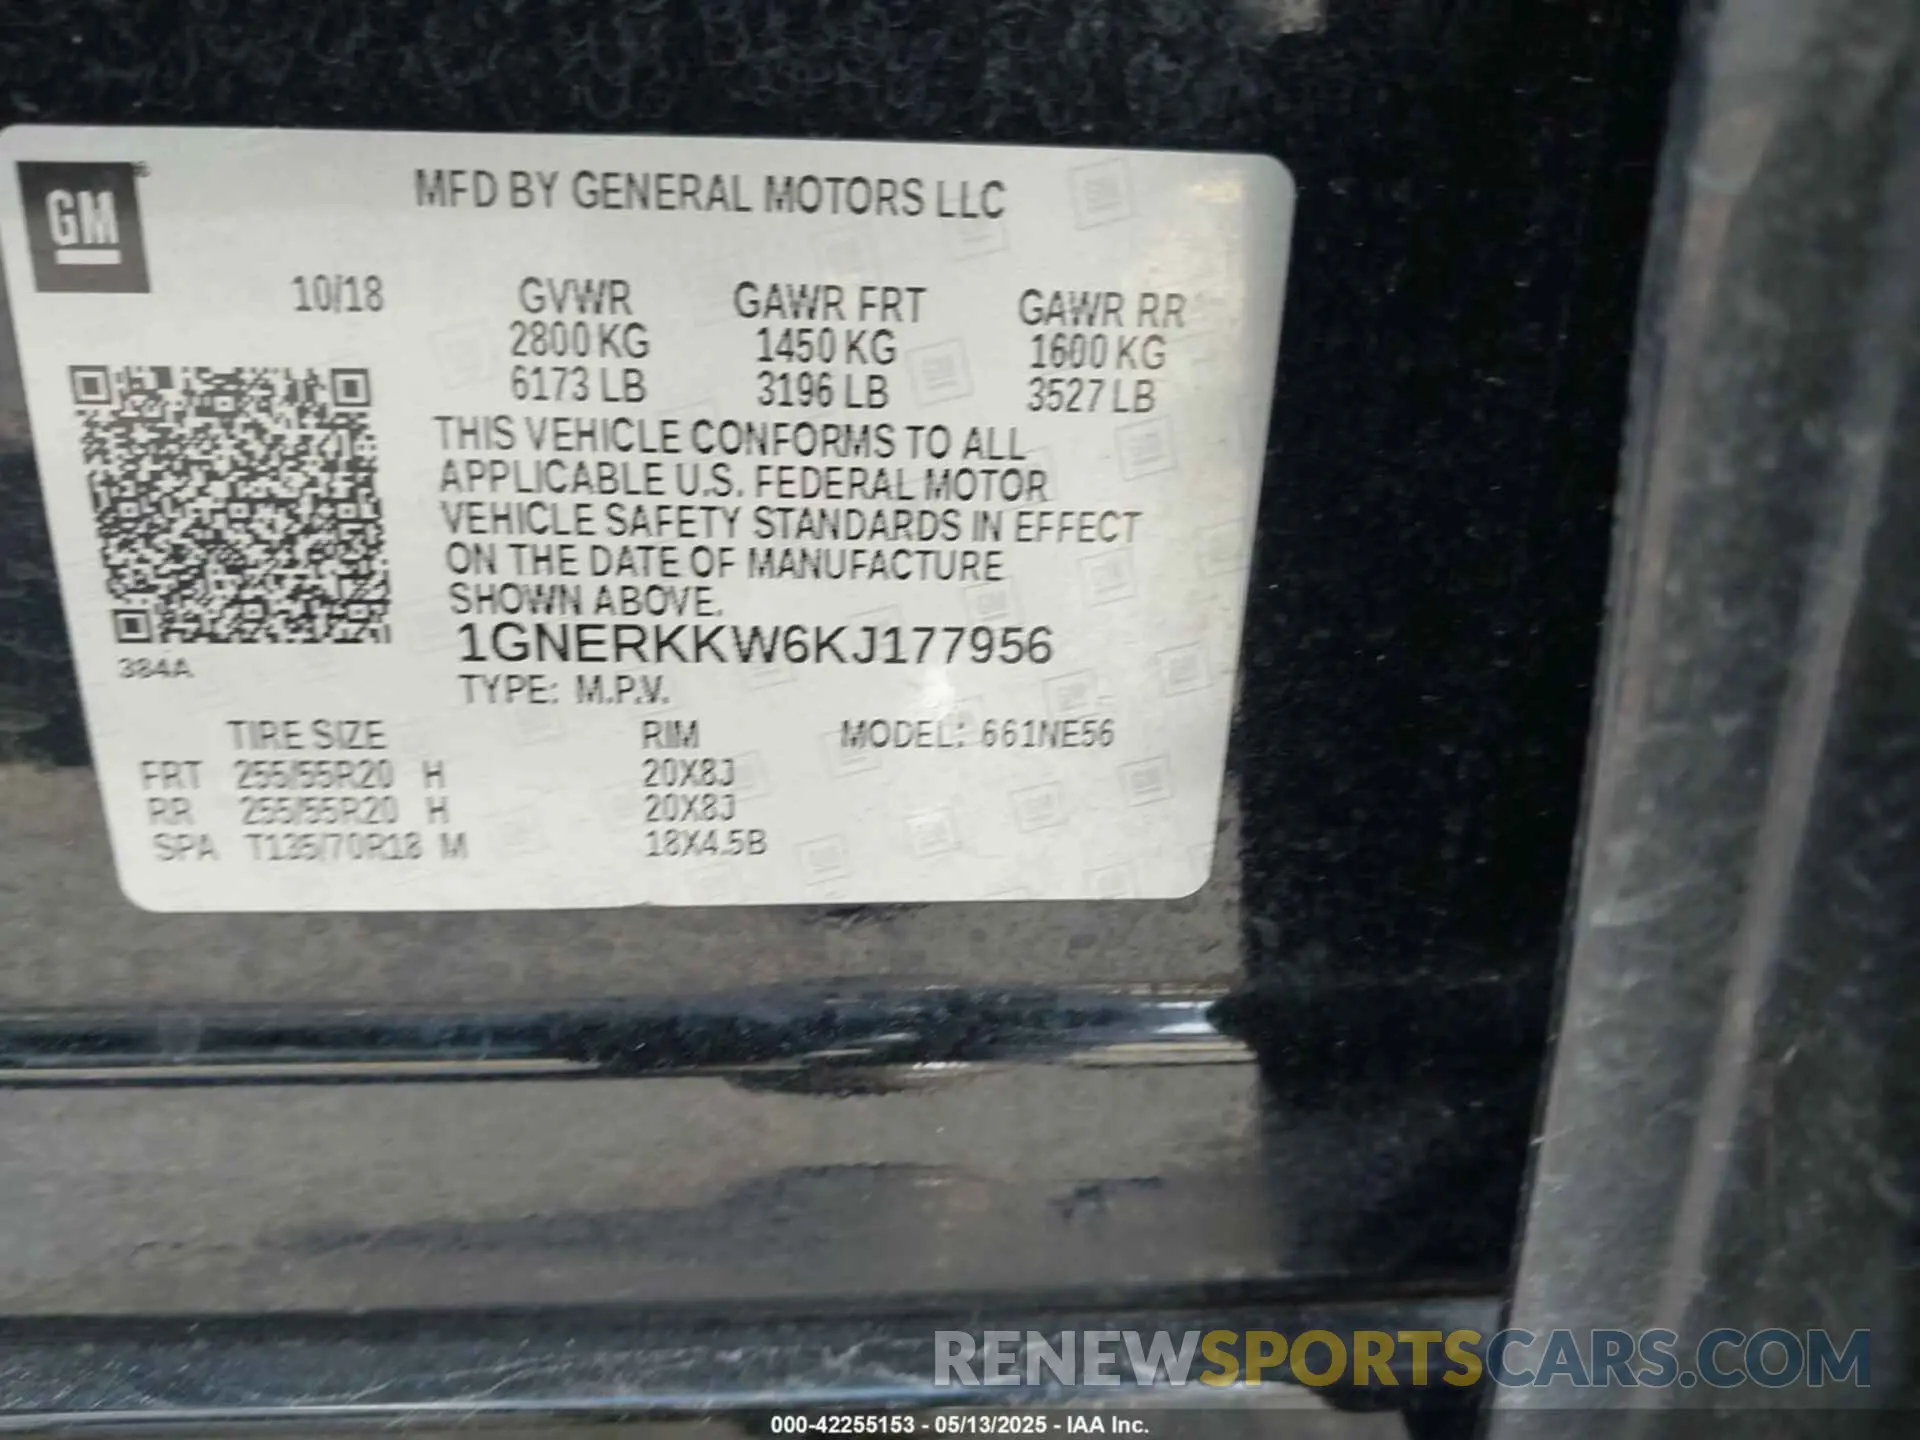 GM
MFD BY GENERAL MOTORS LLC
10/18 GVWR GAWR FRT GAWR RR
2800 KG 1450 KG 1600 KG
6173 LB 3196 LB 3527 LB
THIS VEHICLE CONFORMS TO ALL
APPLICABLE U.S. FEDERAL MOTOR
VEHICLE SAFETY STANDARDS IN EFFECT
ON THE DATE OF MANUFACTURE
SHOWN ABOVE.
384A
1GNERKKW6KJ177956
TYPE: M.P.V.
TIRE SIZE RIM MODEL: 661NE56
FRT 255/55R20 H 20X8J
RR 255/55R20 H 20X8J
SPA T135/70R18 M 18X4.5B
RENEWSPORTSCARS.COM
000-42255153 - 05/13/2025 - IAA Inc.